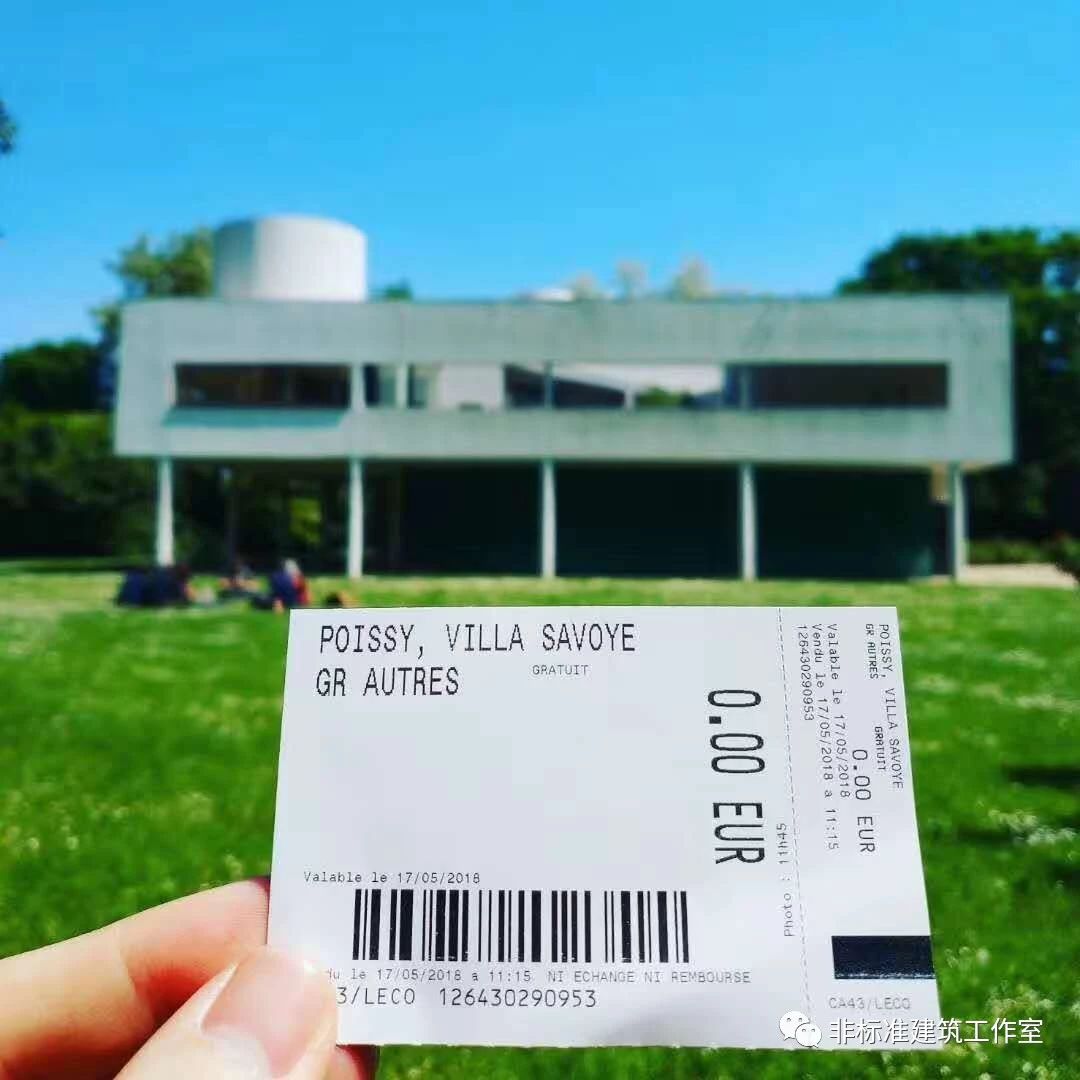 POISSY, VILLA SAVOYE
GRATUIT
GR AUTRES
0.00 EUR
Valable le 17/05/2018
du le 17/05/2018 a 11:15 NI ECHANGE NI REMBOURSE
3/LECO 126430290953
Photo : 11h45
POISSY, VILLA SAVOYE
GR AUTRES
GRATUIT
0.00 EUR
Valable le 17/05/2018
Vendu le 17/05/2018 a 11:15
126430290953
CA43/LECO
非标准建筑工作室